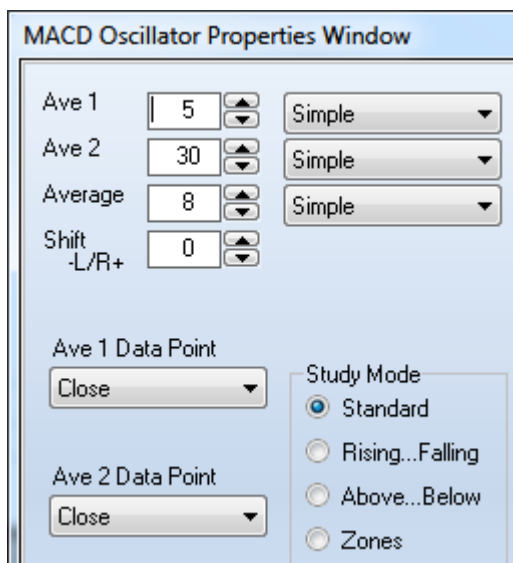 MACD Oscillator Properties Window
Ave 1 5 Simple
Ave 2 30 Simple
Average 8 Simple
Shift 0
-L/R+
Ave 1 Data Point
Close
Study Mode
Standard
Rising...Falling
Above...Below
Zones
Ave 2 Data Point
Close